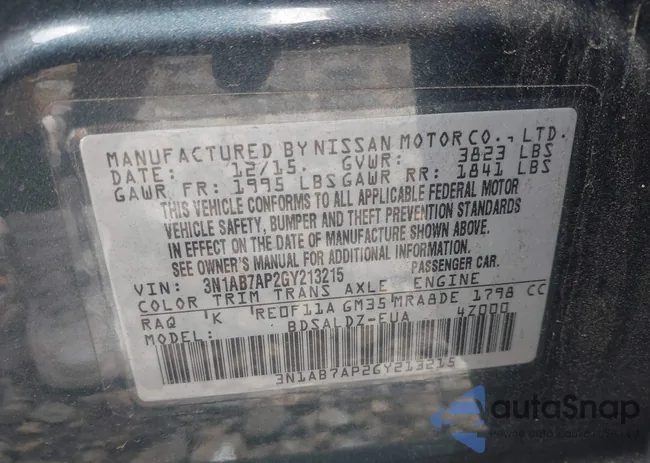 MANUFACTURED BY NISSAN MOTOR CO., LTD.
DATE: 12/15. GVWR: 3823 LBS
GAWR FR: 1995 LBS GAWR RR: 1841 LBS
THIS VEHICLE CONFORMS TO ALL APPLICABLE FEDERAL MOTOR
VEHICLE SAFETY, BUMPER AND THEFT PREVENTION STANDARDS
IN EFFECT ON THE DATE OF MANUFACTURE SHOWN ABOVE.
SEE OWNER'S MANUAL FOR ADDITIONAL INFORMATION.
VIN: 3N1AB7AP2GY213215 PASSENGER CAR.
COLOR TRIM TRANS AXLE ENGINE
RAQ K RE0F11A GM35 MRA8DE 1798 CC
MODEL: BDSALDZ-EUA 4Z000
3N1AB7AP2GY213215
autaSnap